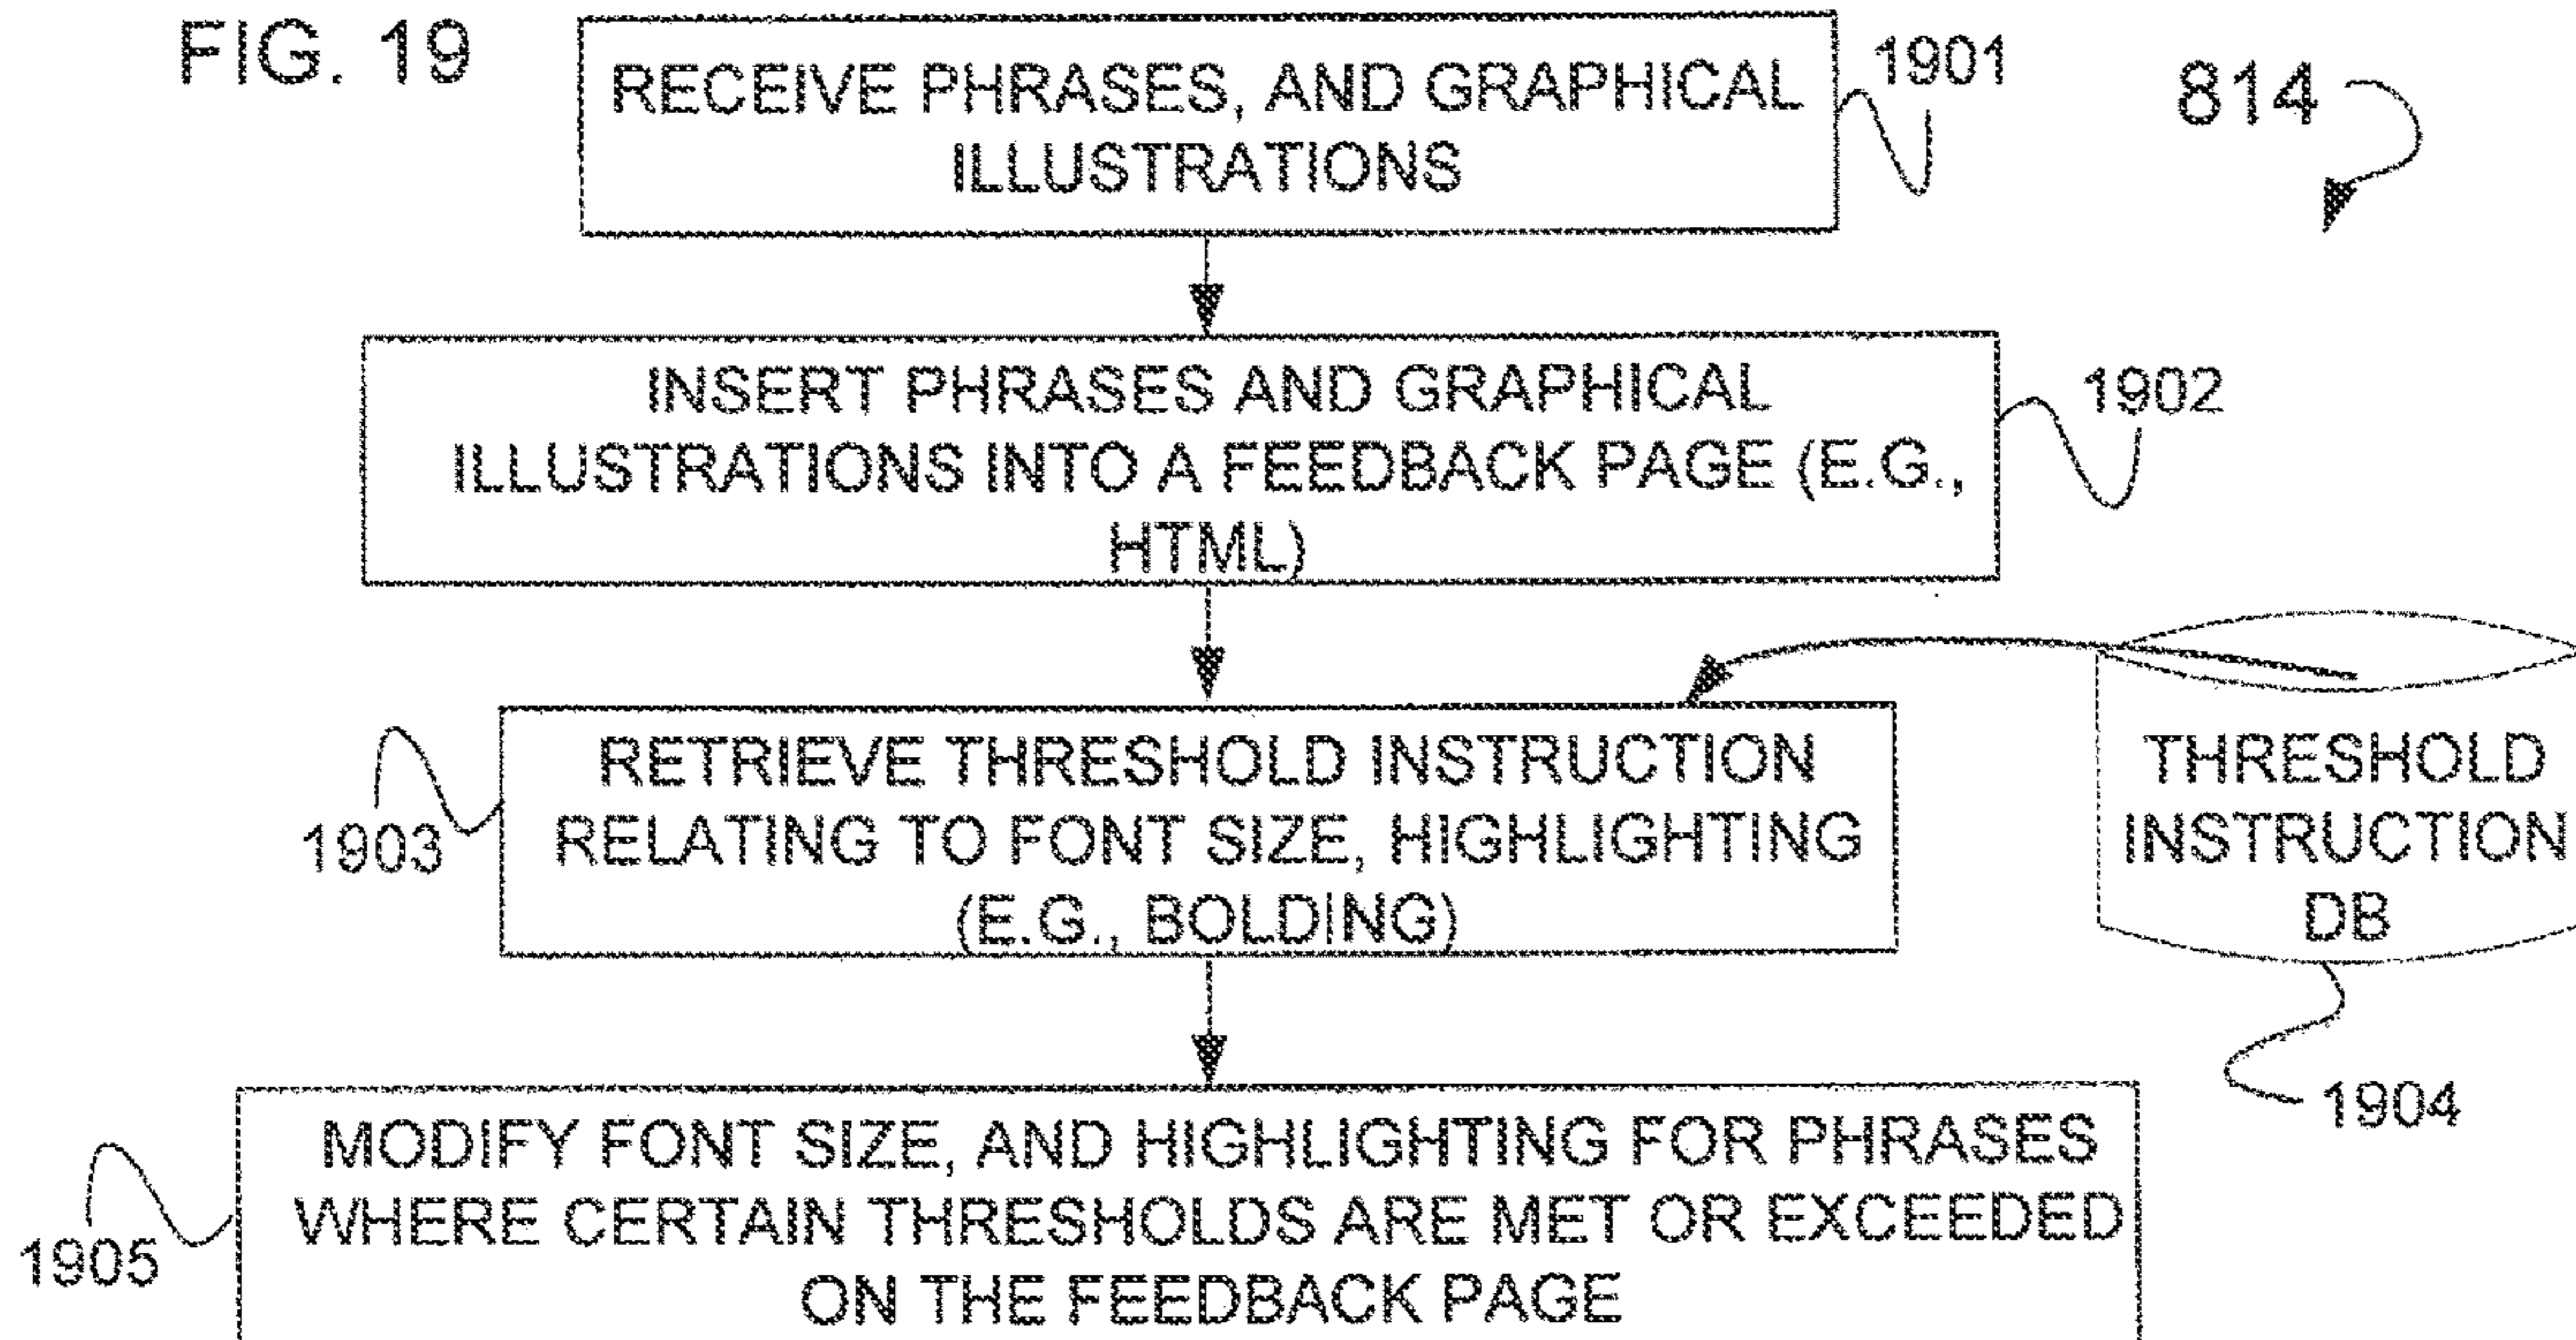 FIG. 19
RECEIVE PHRASES, AND GRAPHICAL
ILLUSTRATIONS
1901
814
INSERT PHRASES AND GRAPHICAL
ILLUSTRATIONS INTO A FEEDBACK PAGE (E.G.,
HTML)
1902
RETRIEVE THRESHOLD INSTRUCTION
RELATING TO FONT SIZE, HIGHLIGHTING
(E.G., BOLDING)
1903
THRESHOLD
INSTRUCTION
DB
1904
MODIFY FONT SIZE, AND HIGHLIGHTING FOR PHRASES
WHERE CERTAIN THRESHOLDS ARE MET OR EXCEEDED
ON THE FEEDBACK PAGE
1905